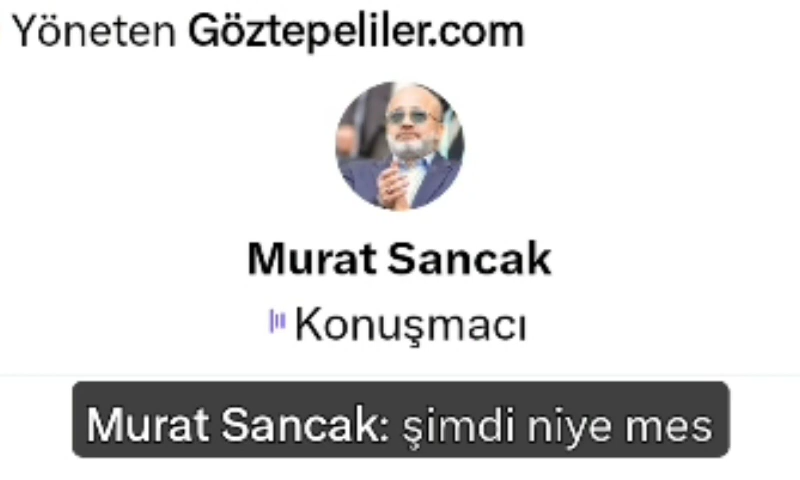 Yöneten Göztepeliler.com
Murat Sancak
Konuşmacı
Murat Sancak: şimdi niye mes